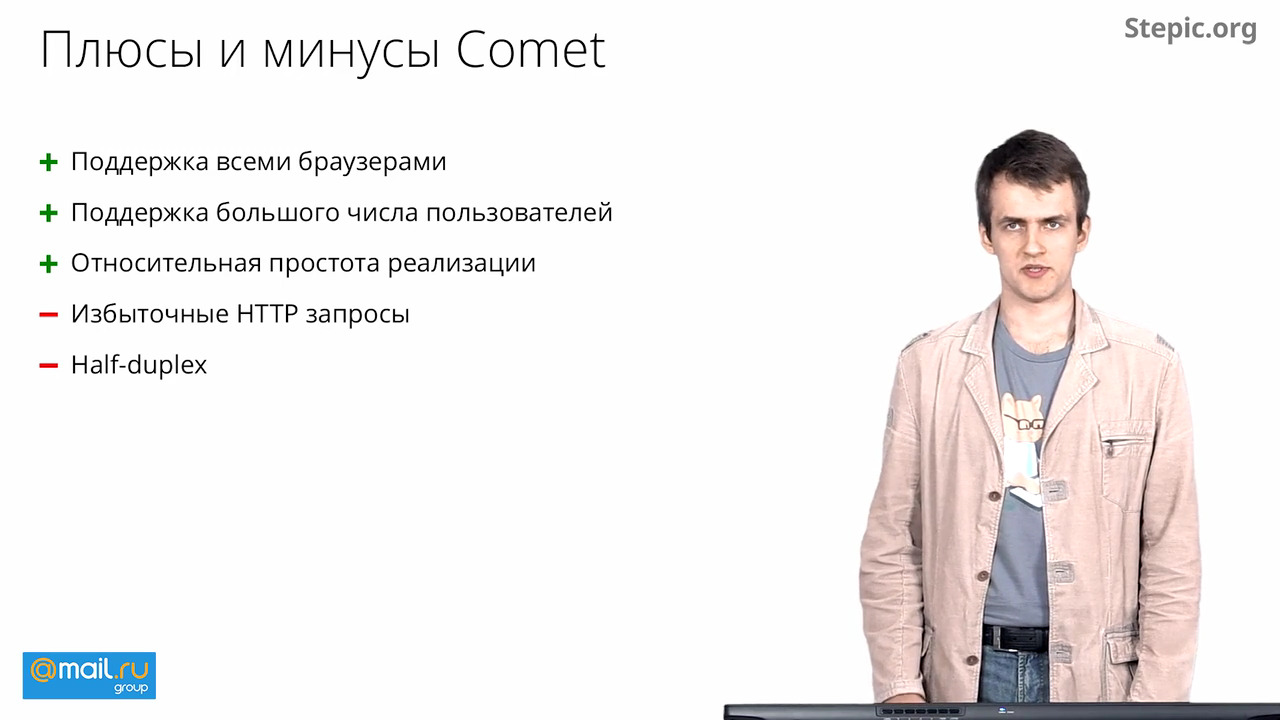 Плюсы и минусы Comet
Stepic.org
+ Поддержка всеми браузерами
+ Поддержка большого числа пользователей
+ Относительная простота реализации
− Избыточные HTTP запросы
− Half-duplex
@mail.ru
group